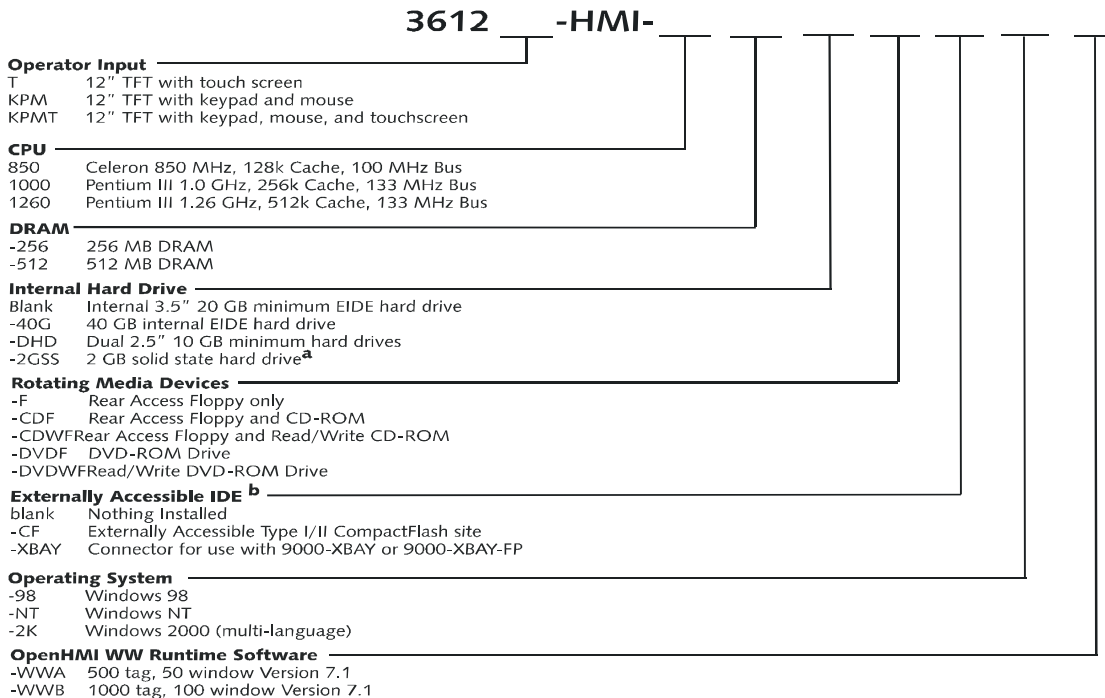 3612 ____ -HMI- ____ ____ ____ ____ ____ ____ ____
Operator Input
T 12" TFT with touch screen
KPM 12" TFT with keypad and mouse
KPMT 12" TFT with keypad, mouse, and touchscreen
CPU
850 Celeron 850 MHz, 128k Cache, 100 MHz Bus
1000 Pentium III 1.0 GHz, 256k Cache, 133 MHz Bus
1260 Pentium III 1.26 GHz, 512k Cache, 133 MHz Bus
DRAM
-256 256 MB DRAM
-512 512 MB DRAM
Internal Hard Drive
Blank Internal 3.5" 20 GB minimum EIDE hard drive
-40G 40 GB internal EIDE hard drive
-DHD Dual 2.5" 10 GB minimum hard drives
-2GSS 2 GB solid state hard drive a
Rotating Media Devices
-F Rear Access Floppy only
-CDF Rear Access Floppy and CD-ROM
-CDWFRear Access Floppy and Read/Write CD-ROM
-DVDF DVD-ROM Drive
-DVDWFRead/Write DVD-ROM Drive
Externally Accessible IDE b
blank Nothing Installed
-CF Externally Accessible Type I/II CompactFlash site
-XBAY Connector for use with 9000-XBAY or 9000-XBAY-FP
Operating System
-98 Windows 98
-NT Windows NT
-2K Windows 2000 (multi-language)
OpenHMI WW Runtime Software
-WWA 500 tag, 50 window Version 7.1
-WWB 1000 tag, 100 window Version 7.1